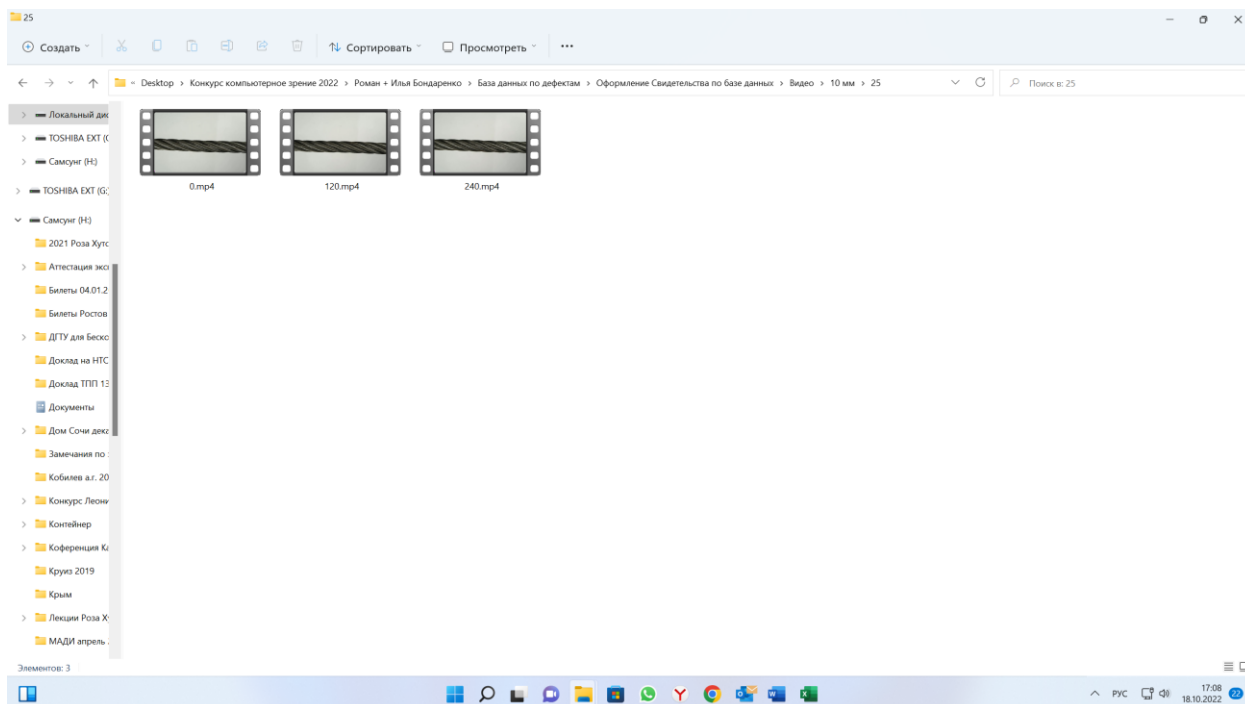 25
Создать
Сортировать
Просмотреть
Desktop > Конкурс компьютерное зрение 2022 > Роман + Илья Бондаренко > База данных по дефектам > Оформление Свидетельства по базе данных > Видео > 10 мм > 25
Поиск в: 25
Локальный дис
TOSHIBA EXT (G
Самсунг (H:)
TOSHIBA EXT (G:)
Самсунг (H:)
2021 Роза Хуто
Аттестация эксп
Билеты 04.01.2
Билеты Ростов
ДГТУ для Беско
Доклад на НТС
Доклад ТПП 13
Документы
Дом Сочи дека
Замечания по
Кобилев а.г. 20
Конкурс Леони
Контейнер
Коференция Ка
Круиз 2019
Крым
Лекции Роза Х
МАДИ апрель
0.mp4
120.mp4
240.mp4
Элементов: 3
РУС
17:08
18.10.2022
22